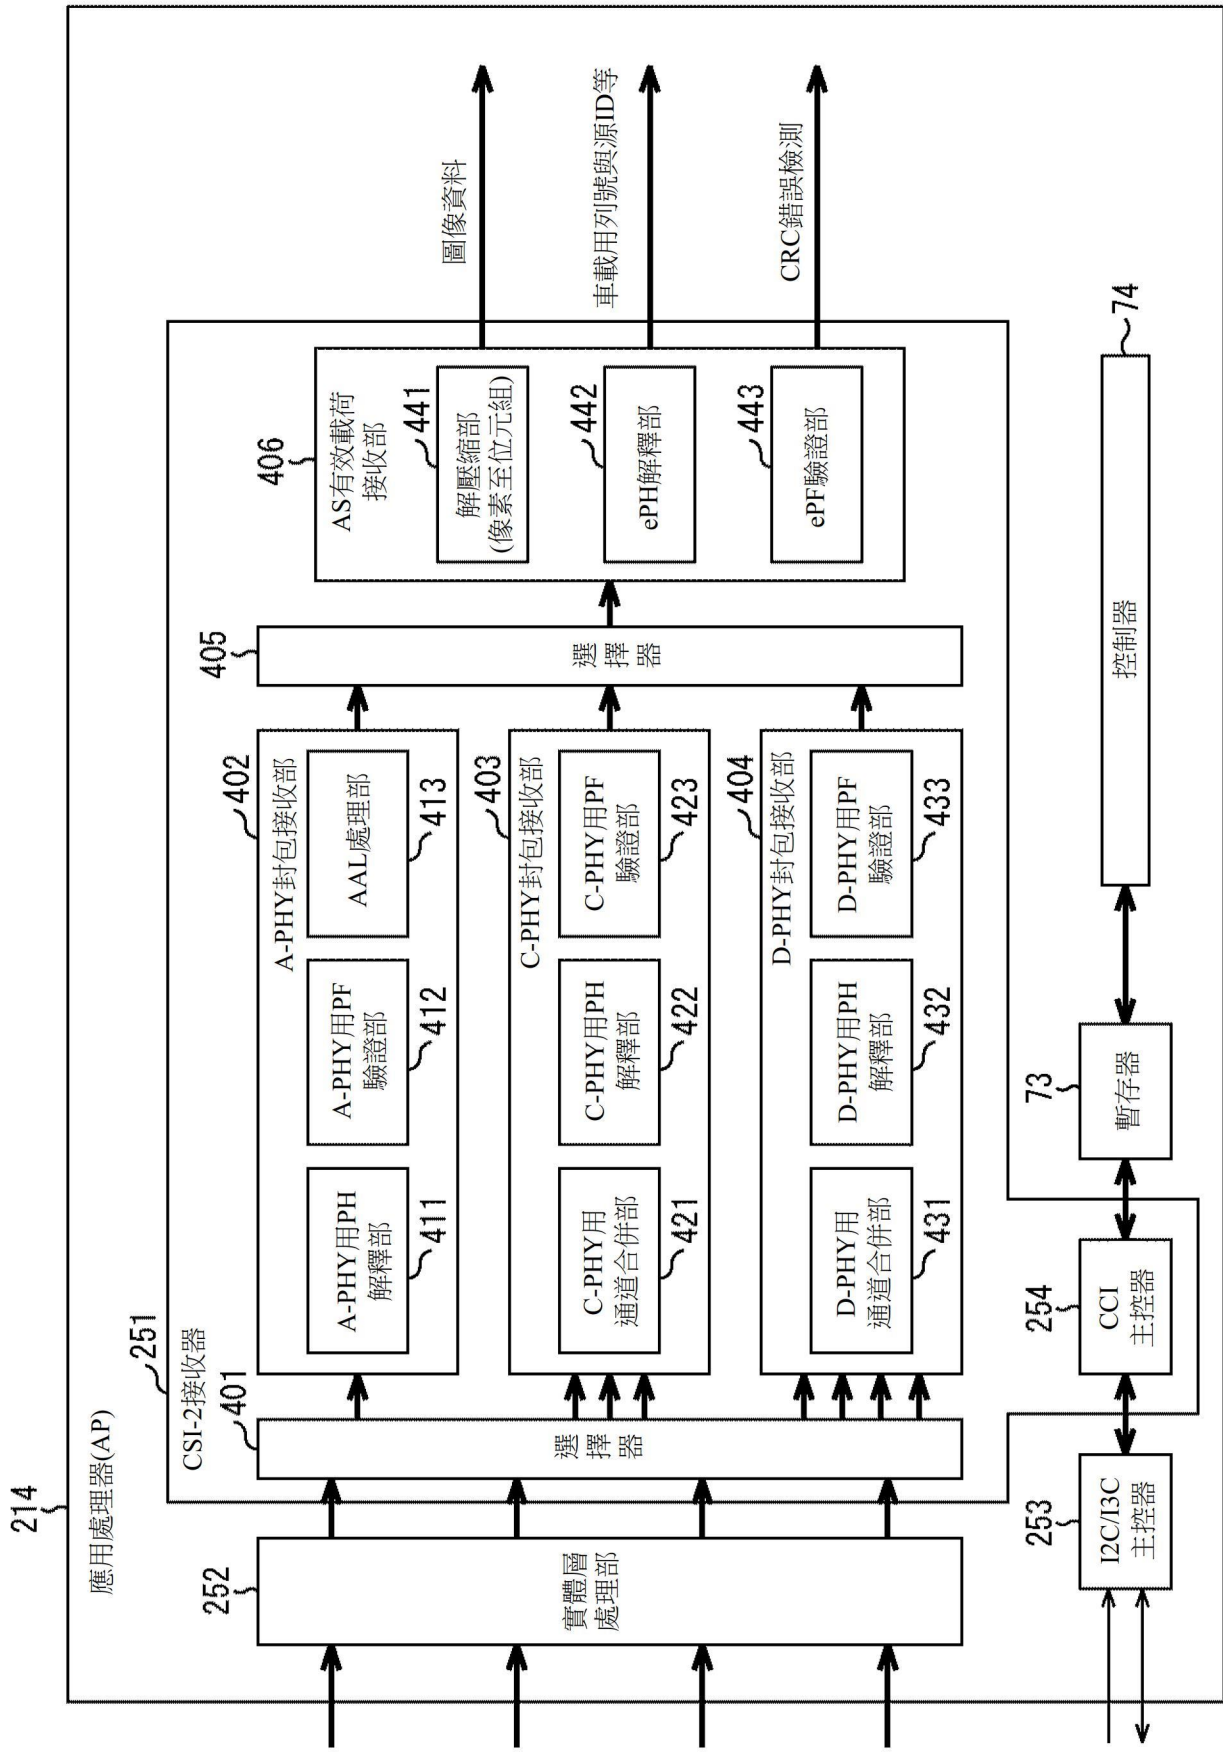 214
應用處理器(AP)
251
CSI-2接收器
252
實體層
處理部
401
選擇器
402
A-PHY封包接收部
A-PHY用PH
解釋部
411
A-PHY用PF
驗證部
412
AAL處理部
413
403
C-PHY封包接收部
C-PHY用
通道合併部
421
C-PHY用PH
解釋部
422
C-PHY用PF
驗證部
423
404
D-PHY封包接收部
D-PHY用
通道合併部
431
D-PHY用PH
解釋部
432
D-PHY用PF
驗證部
433
405
選擇器
406
AS有效載荷
接收部
441
解壓縮部
(像素至位元組)
442
ePH解釋部
443
ePF驗證部
圖像資料
車載用列號與源ID等
CRC錯誤檢測
253
I2C/I3C
主控器
254
CCI
主控器
73
暫存器
74
控制器